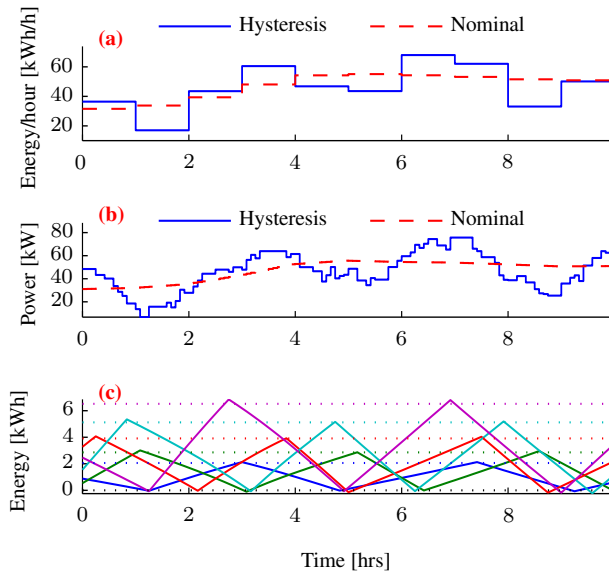 (a) Hysteresis Nominal
Energy/hour [kWh/h]
60
40
20
0 2 4 6 8
(b) Hysteresis Nominal
Power [kW]
80
60
40
20
0 2 4 6 8
(c)
Energy [kWh]
6
4
2
0
0 2 4 6 8
Time [hrs]